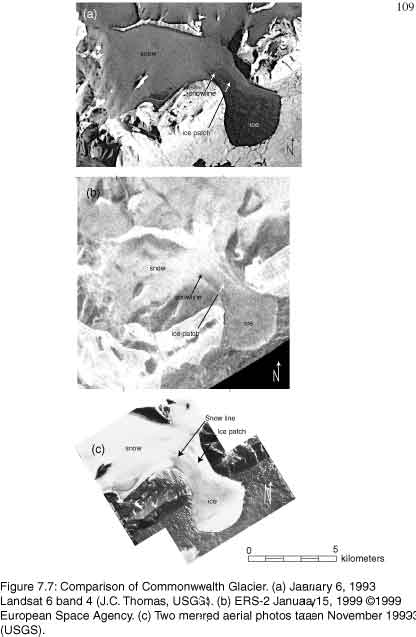 109
(a)
snow
snowline
ice patch
ice
N
(b)
snow
snowline
ice patch
ice
N
Snow line
Ice patch
(c)
snow
ice
N
0 5
kilometers
Figure 7.7: Comparison of Commonwealth Glacier. (a) January 6, 1993
Landsat 6 band 4 (J.C. Thomas, USGS). (b) ERS-2 January 15, 1999 ©1999
European Space Agency. (c) Two merged aerial photos taken November 1993
(USGS).